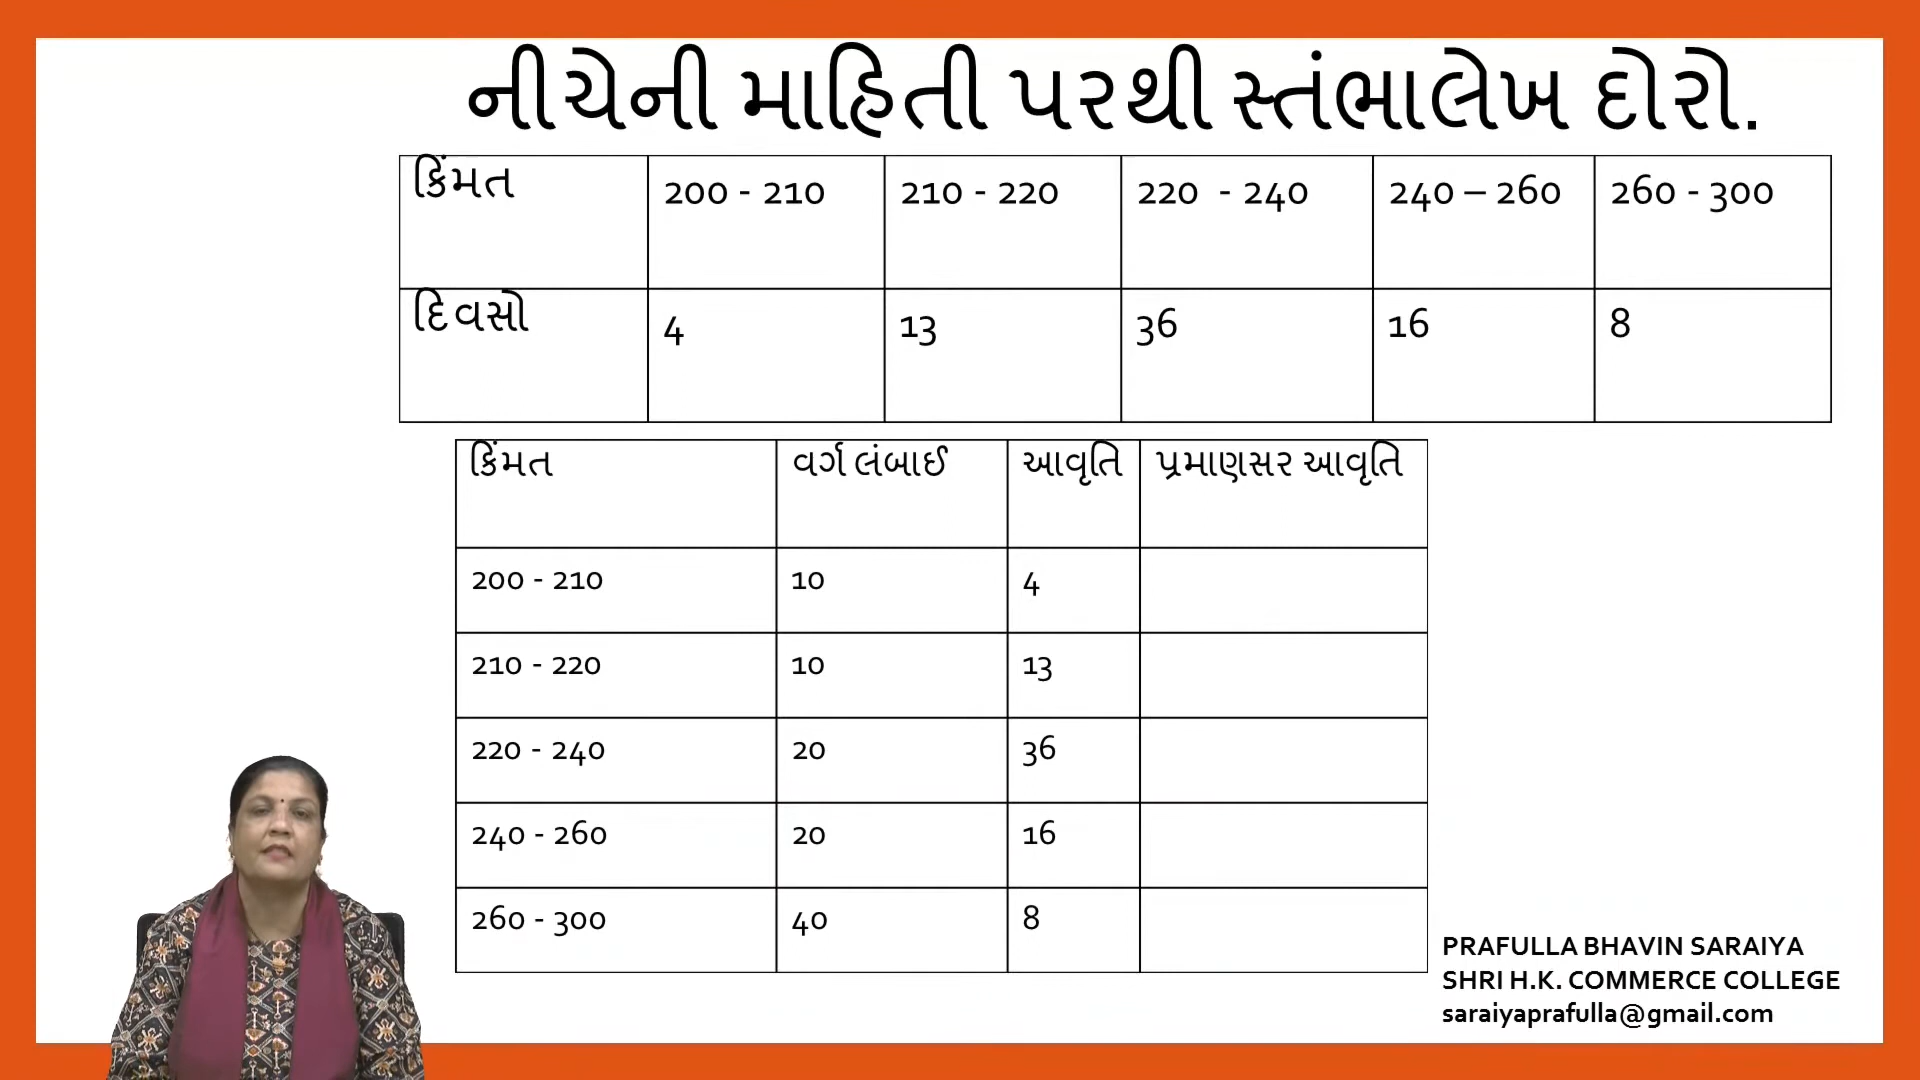 નીચેની માહિતી પરથી સ્તંભાલેખ દોરો.
કિંમત 200 - 210 210 - 220 220 - 240 240 – 260 260 - 300
દિવસો 4 13 36 16 8
કિંમત વર્ગ લંબાઈ આવૃતિ પ્રમાણસર આવૃતિ
200 - 210 10 4
210 - 220 10 13
220 - 240 20 36
240 - 260 20 16
260 - 300 40 8
PRAFULLA BHAVIN SARAIYA
SHRI H.K. COMMERCE COLLEGE
saraiyaprafulla@gmail.com